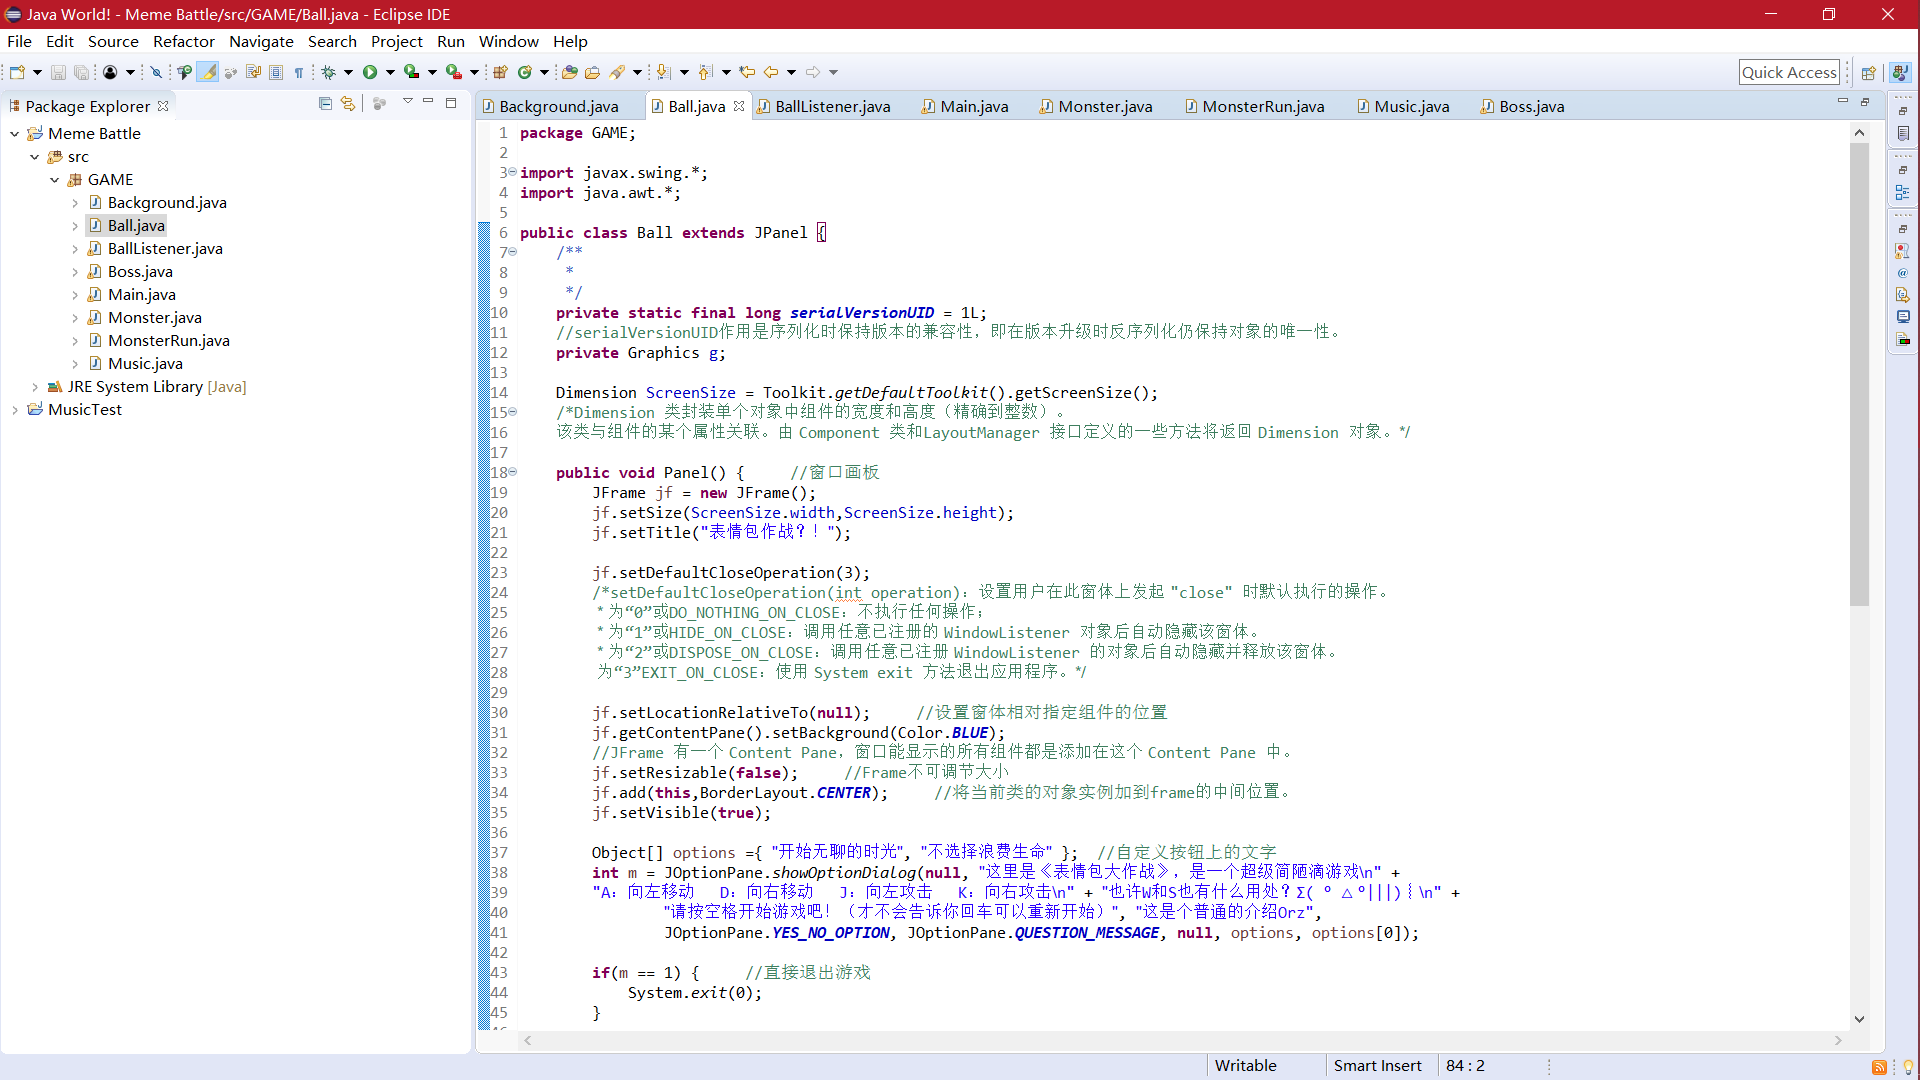 Java World! - Meme Battle/src/GAME/Ball.java - Eclipse IDE
File Edit Source Refactor Navigate Search Project Run Window Help
Quick Access
Package Explorer
Meme Battle
src
GAME
Background.java
Ball.java
BallListener.java
Boss.java
Main.java
Monster.java
MonsterRun.java
Music.java
JRE System Library [Java]
MusicTest
Background.java Ball.java BallListener.java Main.java Monster.java MonsterRun.java Music.java Boss.java
1 package GAME;
2
3 import javax.swing.*;
4 import java.awt.*;
5
6 public class Ball extends JPanel {
7 /**
8 *
9 */
10 private static final long serialVersionUID = 1L;
11 //serialVersionUID作用是序列化时保持版本的兼容性，即在版本升级时反序列化仍保持对象的唯一性。
12 private Graphics g;
13
14 Dimension ScreenSize = Toolkit.getDefaultToolkit().getScreenSize();
15 /*Dimension 类封装单个对象中组件的宽度和高度（精确到整数）。
16 该类与组件的某个属性关联。由 Component 类和LayoutManager 接口定义的一些方法将返回 Dimension 对象。*/
17
18 public void Panel() { //窗口画板
19 JFrame jf = new JFrame();
20 jf.setSize(ScreenSize.width,ScreenSize.height);
21 jf.setTitle("表情包作战？！");
22
23 jf.setDefaultCloseOperation(3);
24 /*setDefaultCloseOperation(int operation)：设置用户在此窗体上发起 "close" 时默认执行的操作。
25 * 为“0”或DO_NOTHING_ON_CLOSE：不执行任何操作；
26 * 为“1”或HIDE_ON_CLOSE：调用任意已注册的 WindowListener 对象后自动隐藏该窗体。
27 * 为“2”或DISPOSE_ON_CLOSE：调用任意已注册 WindowListener 的对象后自动隐藏并释放该窗体。
28 为“3”EXIT_ON_CLOSE：使用 System exit 方法退出应用程序。*/
29
30 jf.setLocationRelativeTo(null); //设置窗体相对指定组件的位置
31 jf.getContentPane().setBackground(Color.BLUE);
32 //JFrame 有一个 Content Pane，窗口能显示的所有组件都是添加在这个 Content Pane 中。
33 jf.setResizable(false); //Frame不可调节大小
34 jf.add(this,BorderLayout.CENTER); //将当前类的对象实例加到frame的中间位置。
35 jf.setVisible(true);
36
37 Object[] options ={ "开始无聊的时光", "不选择浪费生命" }; //自定义按钮上的文字
38 int m = JOptionPane.showOptionDialog(null, "这里是《表情包大作战》，是一个超级简陋滴游戏\n" +
39 "A：向左移动 D：向右移动 J：向左攻击 K：向右攻击\n" + "也许W和S也有什么用处？Σ( ° △ °|||)︴\n" +
40 "请按空格开始游戏吧！（才不会告诉你回车可以重新开始）", "这是个普通的介绍Orz",
41 JOptionPane.YES_NO_OPTION, JOptionPane.QUESTION_MESSAGE, null, options, options[0]);
42
43 if(m == 1) { //直接退出游戏
44 System.exit(0);
45 }
Writable Smart Insert 84 : 2